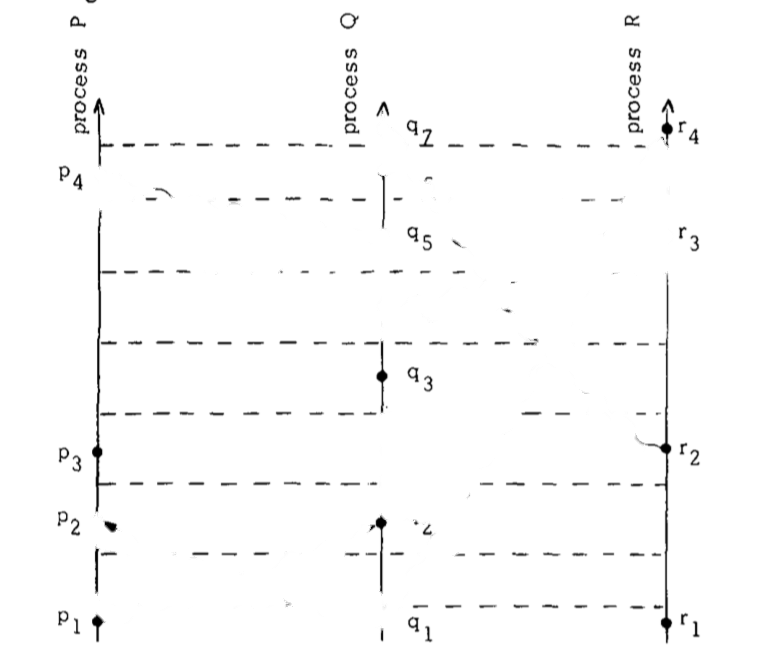 process P
process Q
process R
q7
r4
p4
q5
r3
q3
p3
r2
p2
p1
q1
r1